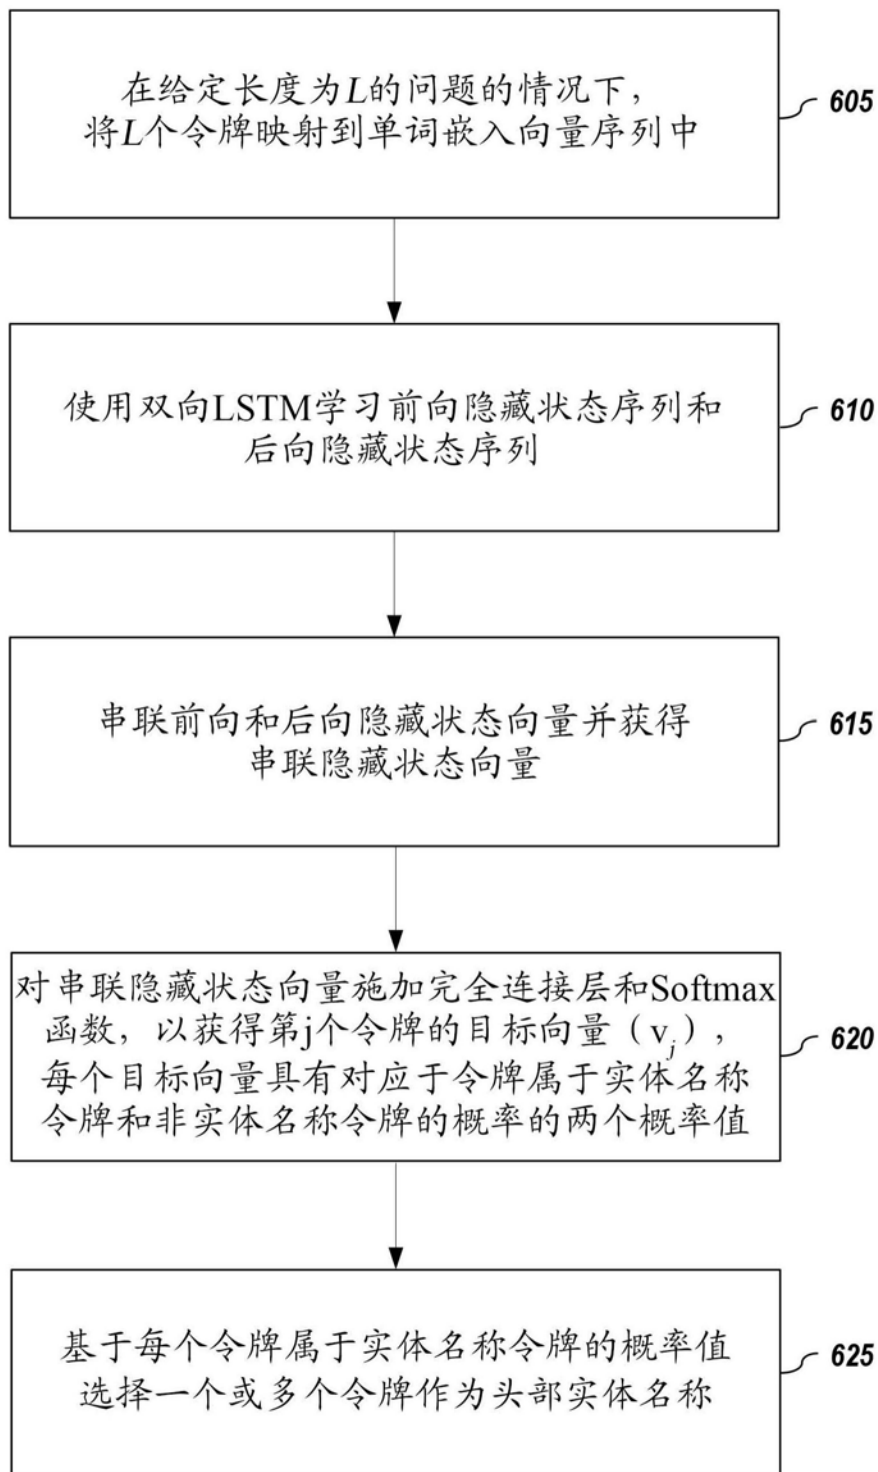 在给定长度为L的问题的情况下，
将L个令牌映射到单词嵌入向量序列中
605
使用双向LSTM学习前向隐藏状态序列和
后向隐藏状态序列
610
串联前向和后向隐藏状态向量并获得
串联隐藏状态向量
615
对串联隐藏状态向量施加完全连接层和Softmax
函数，以获得第j个令牌的目标向量（vj），
每个目标向量具有对应于令牌属于实体名称
令牌和非实体名称令牌的概率的两个概率值
620
基于每个令牌属于实体名称令牌的概率值
选择一个或多个令牌作为头部实体名称
625